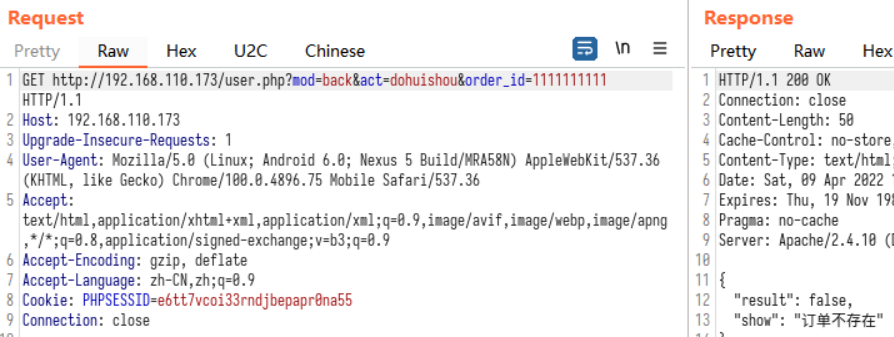 Request
Pretty Raw Hex U2C Chinese \n
1 GET http://192.168.110.173/user.php?mod=back&act=dohuishou&order_id=1111111111
HTTP/1.1
2 Host: 192.168.110.173
3 Upgrade-Insecure-Requests: 1
4 User-Agent: Mozilla/5.0 (Linux; Android 6.0; Nexus 5 Build/MRA58N) AppleWebKit/537.36
(KHTML, like Gecko) Chrome/100.0.4896.75 Mobile Safari/537.36
5 Accept:
text/html,application/xhtml+xml,application/xml;q=0.9,image/avif,image/webp,image/apng
,*/*;q=0.8,application/signed-exchange;v=b3;q=0.9
6 Accept-Encoding: gzip, deflate
7 Accept-Language: zh-CN,zh;q=0.9
8 Cookie: PHPSESSID=e6tt7vcoi33rndjbepapr0na55
9 Connection: close
Response
Pretty Raw Hex
1 HTTP/1.1 200 OK
2 Connection: close
3 Content-Length: 50
4 Cache-Control: no-store,
5 Content-Type: text/html;
6 Date: Sat, 09 Apr 2022
7 Expires: Thu, 19 Nov 198
8 Pragma: no-cache
9 Server: Apache/2.4.10 (D
10
11 {
12 "result": false,
13 "show": "订单不存在"